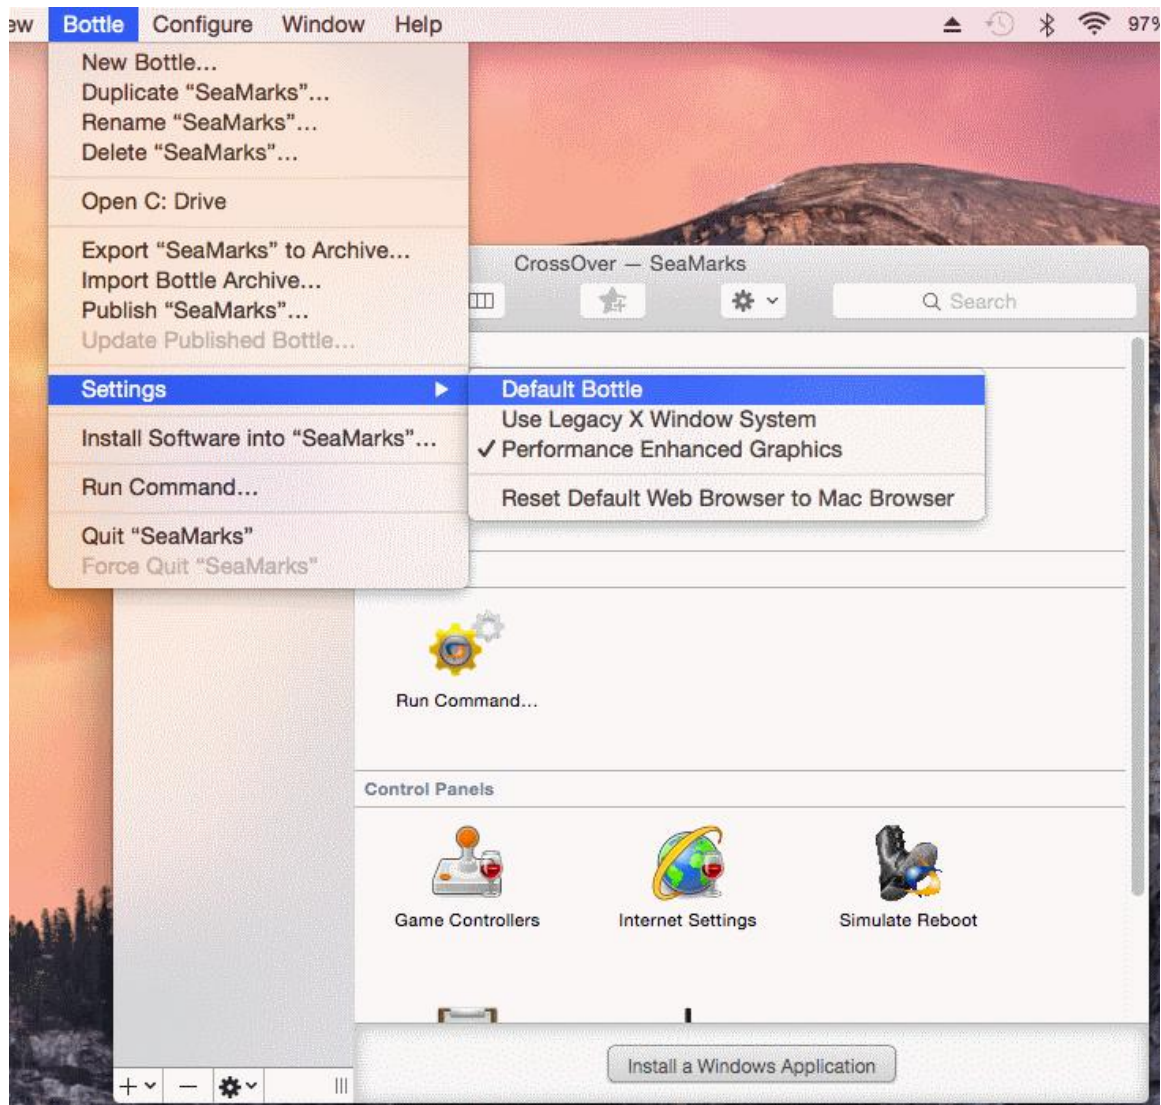 ew Bottle Configure Window Help 97%
New Bottle...
Duplicate “SeaMarks”...
Rename “SeaMarks”...
Delete “SeaMarks”...
Open C: Drive
Export “SeaMarks” to Archive...
Import Bottle Archive...
Publish “SeaMarks”...
Update Published Bottle...
Settings
Install Software into “SeaMarks”...
Run Command...
Quit “SeaMarks”
Force Quit “SeaMarks”
Default Bottle
Use Legacy X Window System
✓ Performance Enhanced Graphics
Reset Default Web Browser to Mac Browser
CrossOver — SeaMarks
Search
Run Command...
Control Panels
Game Controllers
Internet Settings
Simulate Reboot
Install a Windows Application